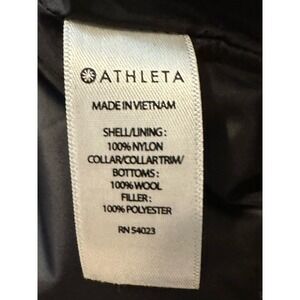 ATHLETA
MADE IN VIETNAM
SHELL/LINING :
100% NYLON
COLLAR/COLLAR TRIM/
BOTTOMS :
100% WOOL
FILLER :
100% POLYESTER
RN 54023